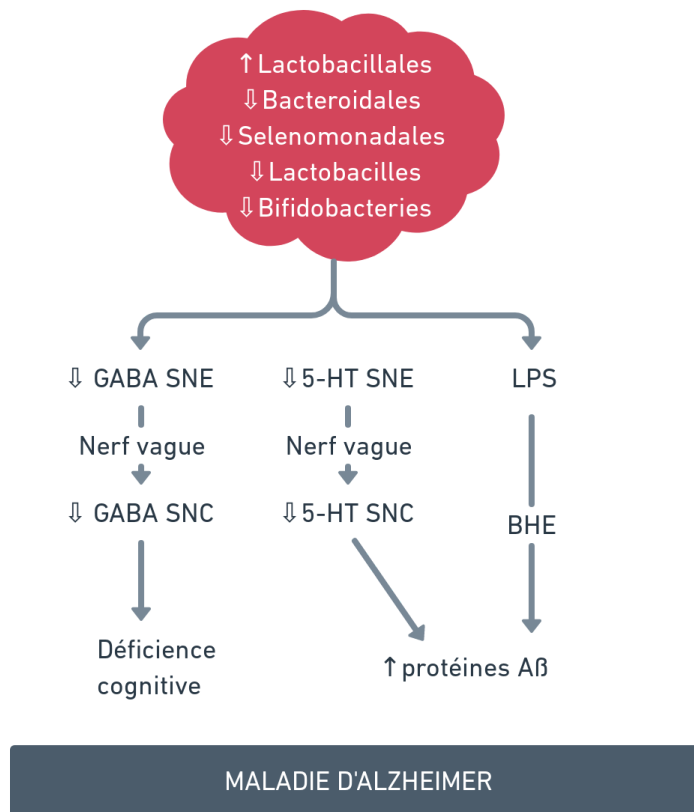 ↑Lactobacillales
⇩Bacteroidales
⇩Selenomonadales
⇩Lactobacilles
⇩Bifidobacteries
⇩ GABA SNE
⇩5-HT SNE
LPS
Nerf vague
Nerf vague
⇩ GABA SNC
⇩5-HT SNC
BHE
Déficience
cognitive
↑protéines Aß
MALADIE D'ALZHEIMER